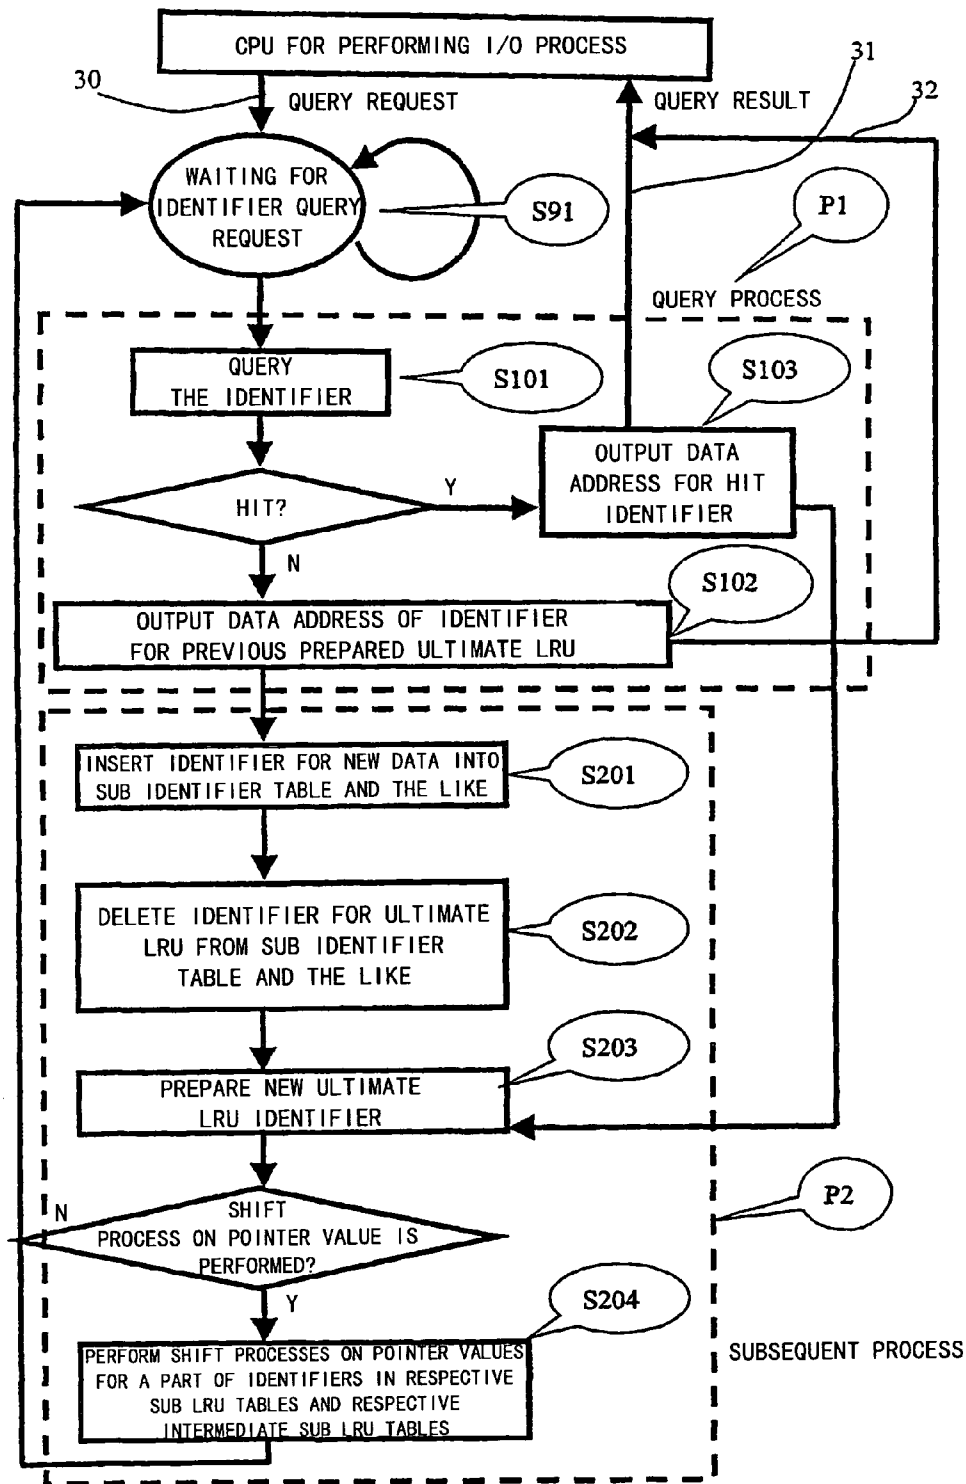 CPU FOR PERFORMING I/O PROCESS
30
QUERY REQUEST
QUERY RESULT
31
32
WAITING FOR
IDENTIFIER QUERY
REQUEST
S91
P1
QUERY PROCESS
QUERY
THE IDENTIFIER
S101
S103
OUTPUT DATA
ADDRESS FOR HIT
IDENTIFIER
HIT?
Y
N
S102
OUTPUT DATA ADDRESS OF IDENTIFIER
FOR PREVIOUS PREPARED ULTIMATE LRU
INSERT IDENTIFIER FOR NEW DATA INTO
SUB IDENTIFIER TABLE AND THE LIKE
S201
DELETE IDENTIFIER FOR ULTIMATE
LRU FROM SUB IDENTIFIER
TABLE AND THE LIKE
S202
S203
PREPARE NEW ULTIMATE
LRU IDENTIFIER
P2
N
SHIFT
PROCESS ON POINTER VALUE IS
PERFORMED?
Y
S204
PERFORM SHIFT PROCESSES ON POINTER VALUES
FOR A PART OF IDENTIFIERS IN RESPECTIVE
SUB LRU TABLES AND RESPECTIVE
INTERMEDIATE SUB LRU TABLES
SUBSEQUENT PROCESS